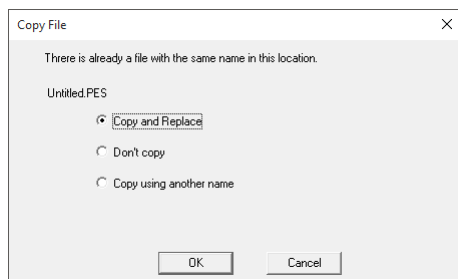 Copy File
Threre is already a file with the same name in this location.
Untitled.PES
Copy and Replace
Don't copy
Copy using another name
OK
Cancel